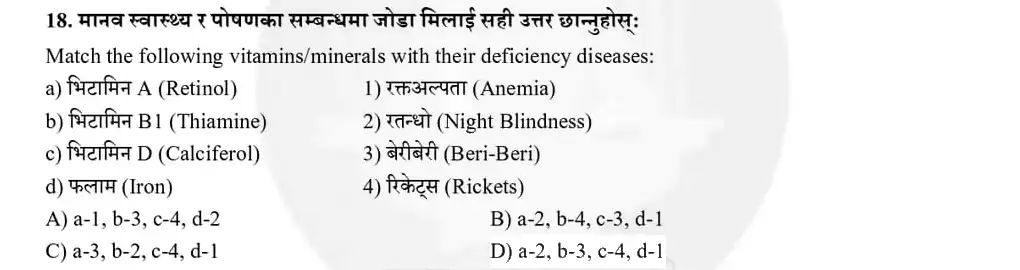 18. मानव स्वास्थ्य र पोषणका सम्बन्धमा जोडा मिलाई सही उत्तर छान्नुहोस्:
Match the following vitamins/minerals with their deficiency diseases:
a) भिटामिन A (Retinol) 1) रक्तअल्पता (Anemia)
b) भिटामिन B1 (Thiamine) 2) रतन्धो (Night Blindness)
c) भिटामिन D (Calciferol) 3) बेरीबेरी (Beri-Beri)
d) फलाम (Iron) 4) रिकेट्स (Rickets)
A) a-1, b-3, c-4, d-2 B) a-2, b-4, c-3, d-1
C) a-3, b-2, c-4, d-1 D) a-2, b-3, c-4, d-1